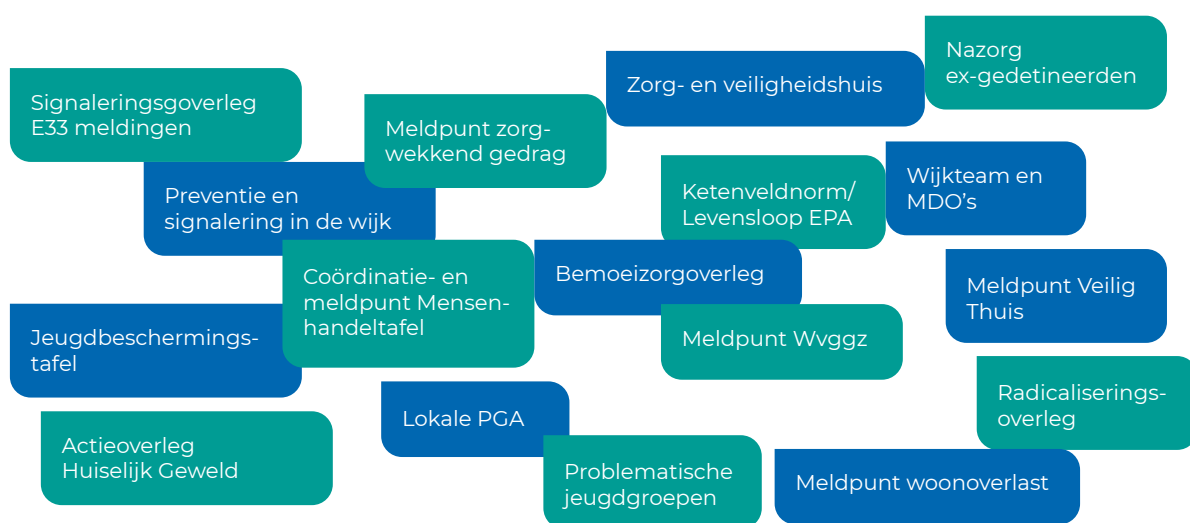 Nazorg
ex-gedetineerden
Zorg- en veiligheidshuis
Signaleringsgoverleg
E33 meldingen
Meldpunt zorg-
wekkend gedrag
Preventie en
signalering in de wijk
Ketenveldnorm/
Levensloop EPA
Wijkteam en
MDO’s
Coördinatie- en
meldpunt Mensen-
handeltafel
Bemoeizorgoverleg
Meldpunt Veilig
Thuis
Jeugdbeschermings-
tafel
Meldpunt Wvggz
Radicaliserings-
overleg
Lokale PGA
Actieoverleg
Huiselijk Geweld
Problematische
jeugdgroepen
Meldpunt woonoverlast